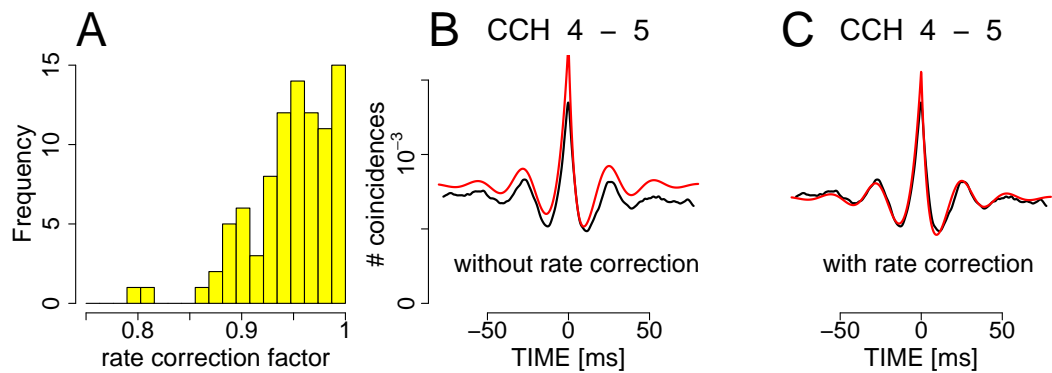 A
B CCH 4 – 5
C CCH 4 – 5
Frequency
0 5 10 15
0.8 0.9 1
rate correction factor
# coincidences
0 10⁻³
without rate correction
−50 0 50
TIME [ms]
with rate correction
−50 0 50
TIME [ms]